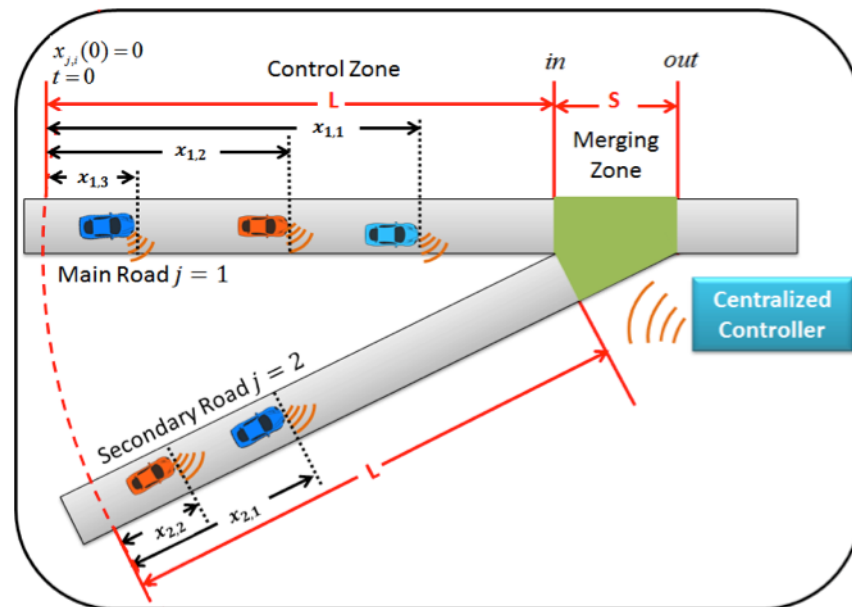 x_{j,i}(0) = 0
t = 0
Control Zone
in
out
L
S
x_{1,1}
x_{1,2}
x_{1,3}
Merging
Zone
Main Road j = 1
Centralized
Controller
Secondary Road j = 2
L
x_{2,2}
x_{2,1}